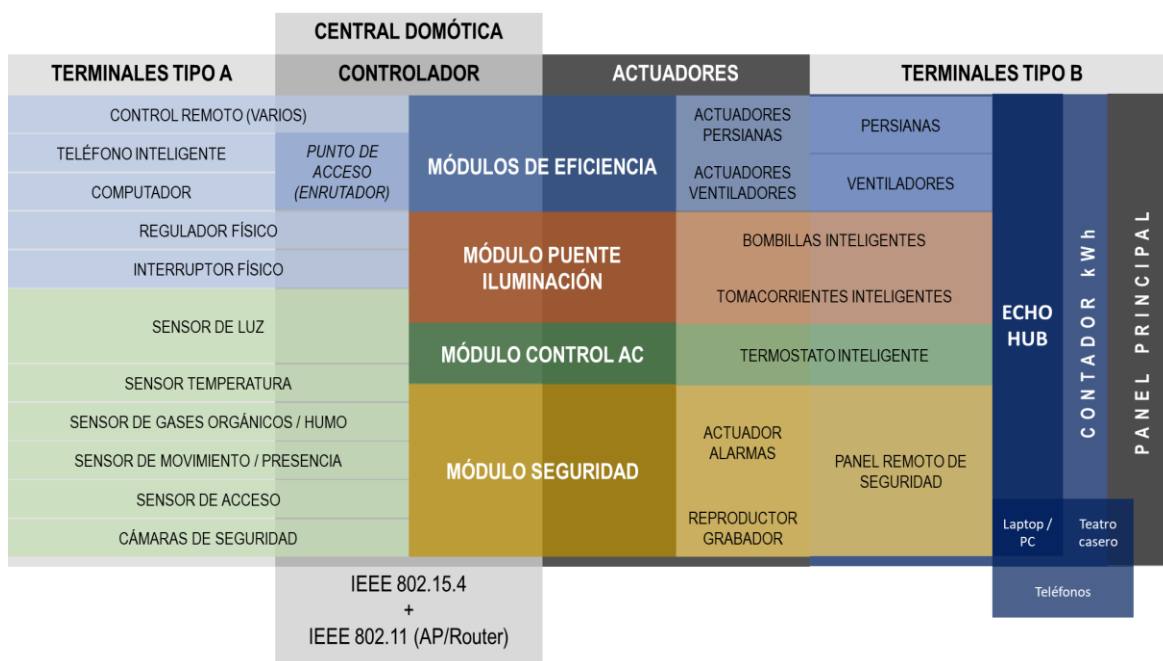 CENTRAL DOMÓTICA
TERMINALES TIPO A
CONTROLADOR
ACTUADORES
TERMINALES TIPO B
CONTROL REMOTO (VARIOS)
TELÉFONO INTELIGENTE
COMPUTADOR
REGULADOR FÍSICO
INTERRUPTOR FÍSICO
SENSOR DE LUZ
SENSOR TEMPERATURA
SENSOR DE GASES ORGÁNICOS / HUMO
SENSOR DE MOVIMIENTO / PRESENCIA
SENSOR DE ACCESO
CÁMARAS DE SEGURIDAD
PUNTO DE
ACCESO
(ENRUTADOR)
MÓDULOS DE EFICIENCIA
MÓDULO PUENTE
ILUMINACIÓN
MÓDULO CONTROL AC
MÓDULO SEGURIDAD
ACTUADORES
PERSIANAS
ACTUADORES
VENTILADORES
PERSIANAS
VENTILADORES
BOMBILLAS INTELIGENTES
TOMACORRIENTES INTELIGENTES
TERMOSTATO INTELIGENTE
ACTUADOR
ALARMAS
REPRODUCTOR
GRABADOR
PANEL REMOTO DE
SEGURIDAD
ECHO
HUB
CONTADOR kWh
PANEL PRINCIPAL
Laptop /
PC
Teatro
casero
Teléfonos
IEEE 802.15.4
+
IEEE 802.11 (AP/Router)